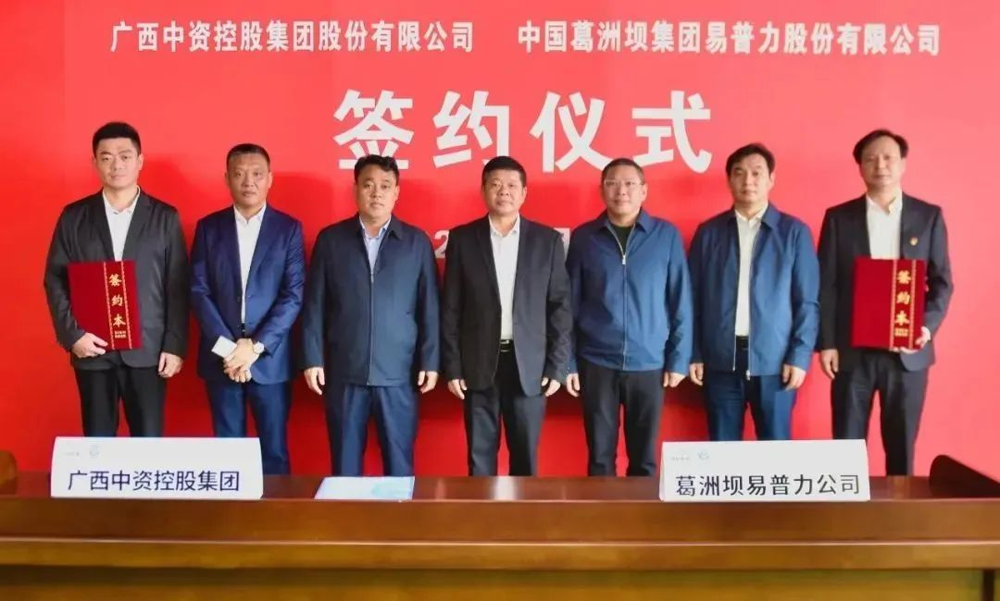 广西中资控股集团股份有限公司 中国葛洲坝集团易普力股份有限公司
签约仪式
2
签约本
签约本
广西中资控股集团
葛洲坝易普力公司